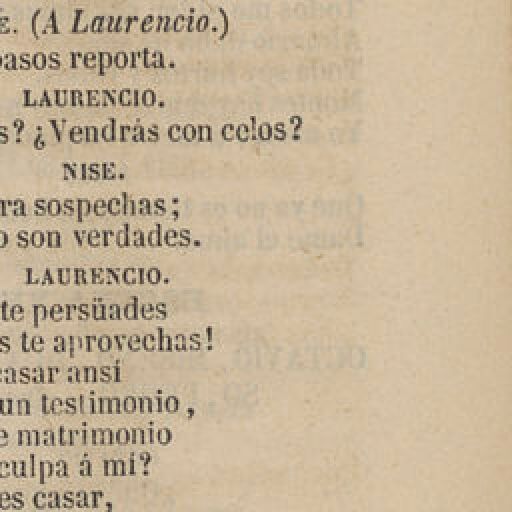 E. (A Laurencio.)
pasos reporta.
LAURENCIO.
s? ¿Vendrás con celos?
NISE.
ra sospechas;
o son verdades.
LAURENCIO.
te persüades
s te aprovechas!
casar ansí
un testimonio,
e matrimonio
culpa á mí?
es casar,